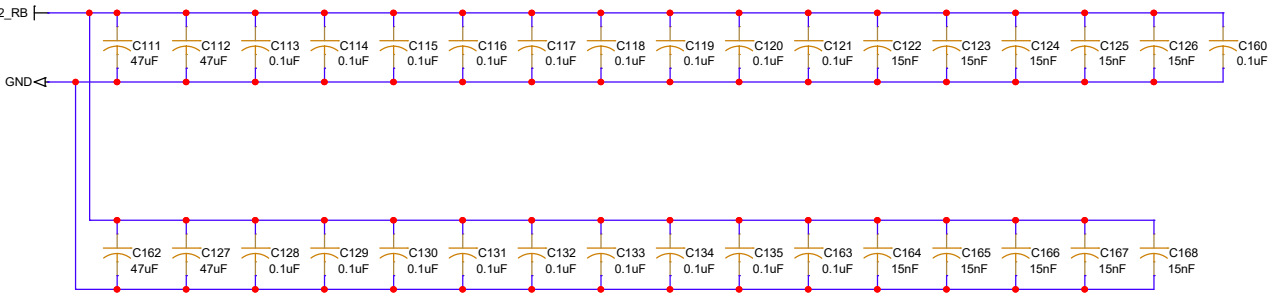 2_RB
C111 C112 C113 C114 C115 C116 C117 C118 C119 C120 C121 C122 C123 C124 C125 C126 C160
47uF 47uF 0.1uF 0.1uF 0.1uF 0.1uF 0.1uF 0.1uF 0.1uF 0.1uF 0.1uF 15nF 15nF 15nF 15nF 15nF 0.1uF
GND
C162 C127 C128 C129 C130 C131 C132 C133 C134 C135 C163 C164 C165 C166 C167 C168
47uF 47uF 0.1uF 0.1uF 0.1uF 0.1uF 0.1uF 0.1uF 0.1uF 0.1uF 0.1uF 15nF 15nF 15nF 15nF 15nF